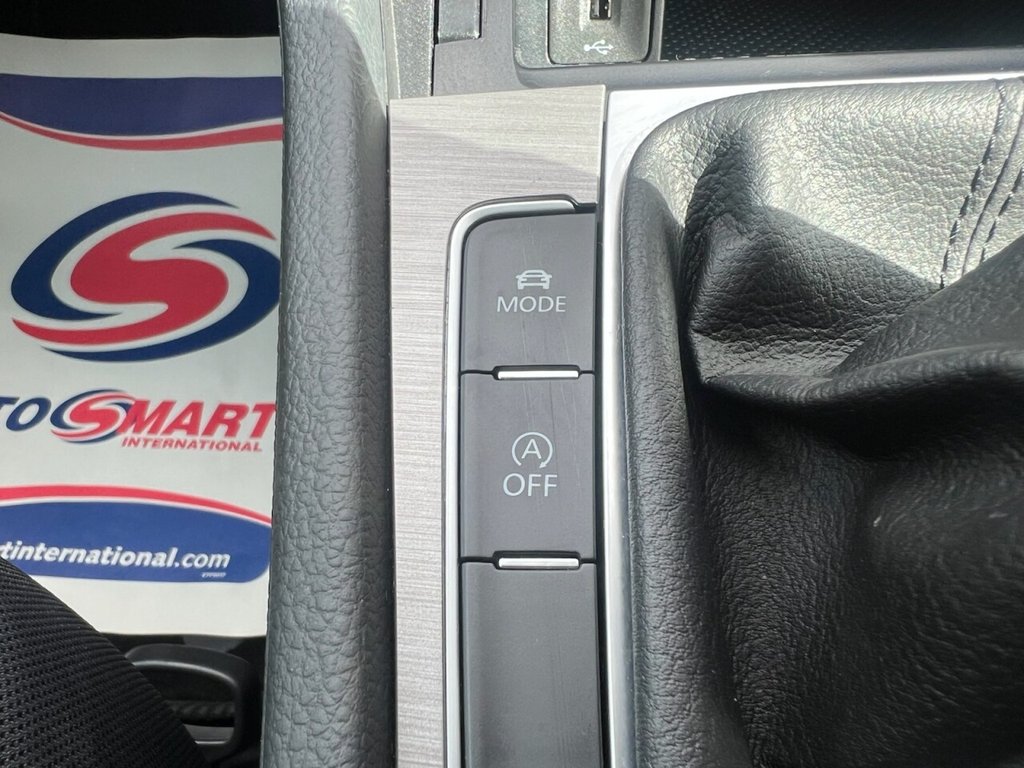 MODE
A
OFF
TOSMART
INTERNATIONAL
tinternational.com